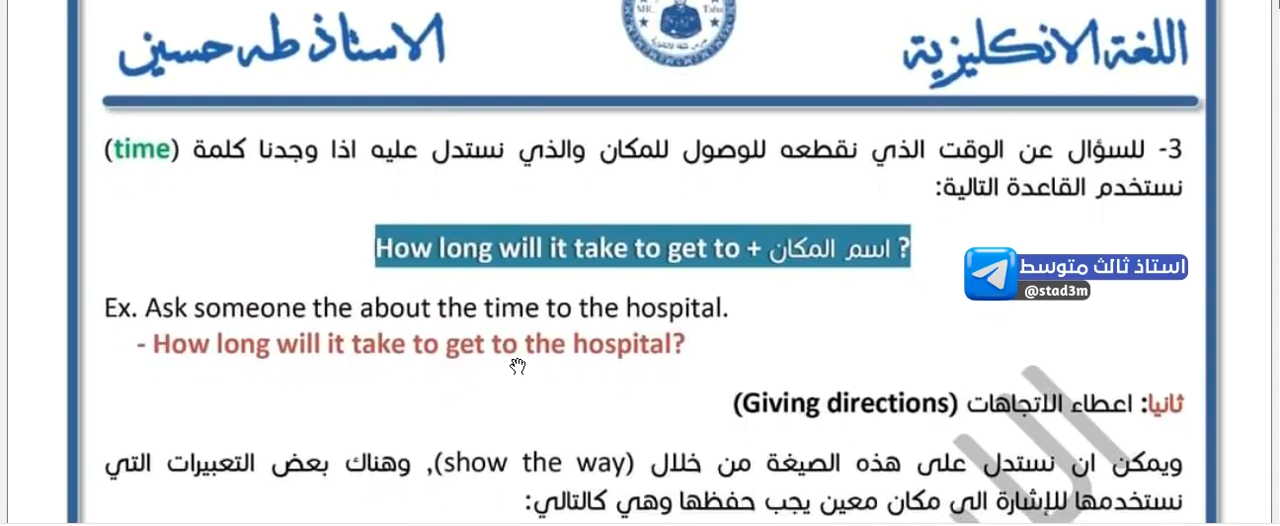 اللغة الانكليزية
MR. Taha
الاستاذ طه حسين
3- للسؤال عن الوقت الذي نقطعه للوصول للمكان والذي نستدل عليه اذا وجدنا كلمة (time)
نستخدم القاعدة التالية:
How long will it take to get to + اسم المكان ?
استاذ ثالث متوسط
@stad3m
Ex. Ask someone the about the time to the hospital.
- How long will it take to get to the hospital?
ثانيا: اعطاء الاتجاهات (Giving directions)
ويمكن ان نستدل على هذه الصيغة من خلال (show the way), وهناك بعض التعبيرات التي
نستخدمها للإشارة الى مكان معين يجب حفظها وهي كالتالي: